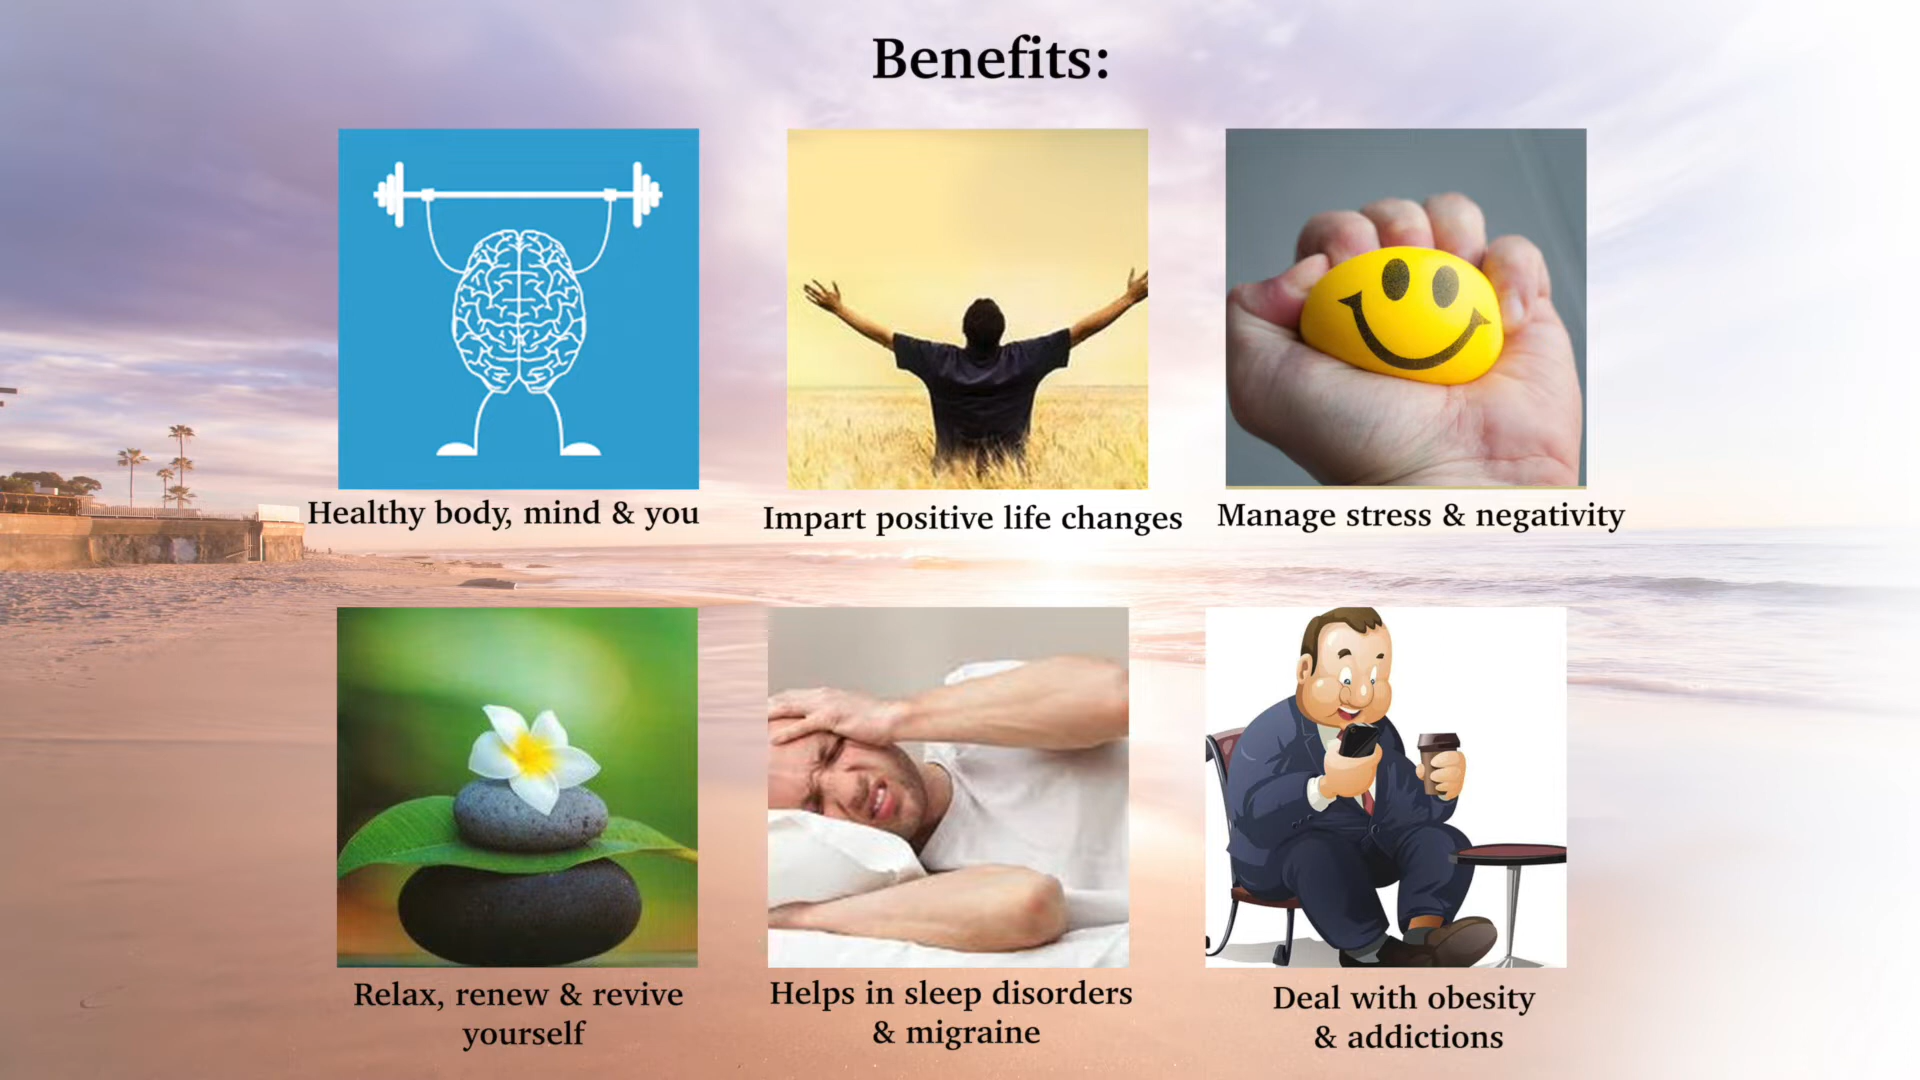 Benefits:
Healthy body, mind & you
Impart positive life changes
Manage stress & negativity
Relax, renew & revive
yourself
Helps in sleep disorders
& migraine
Deal with obesity
& addictions